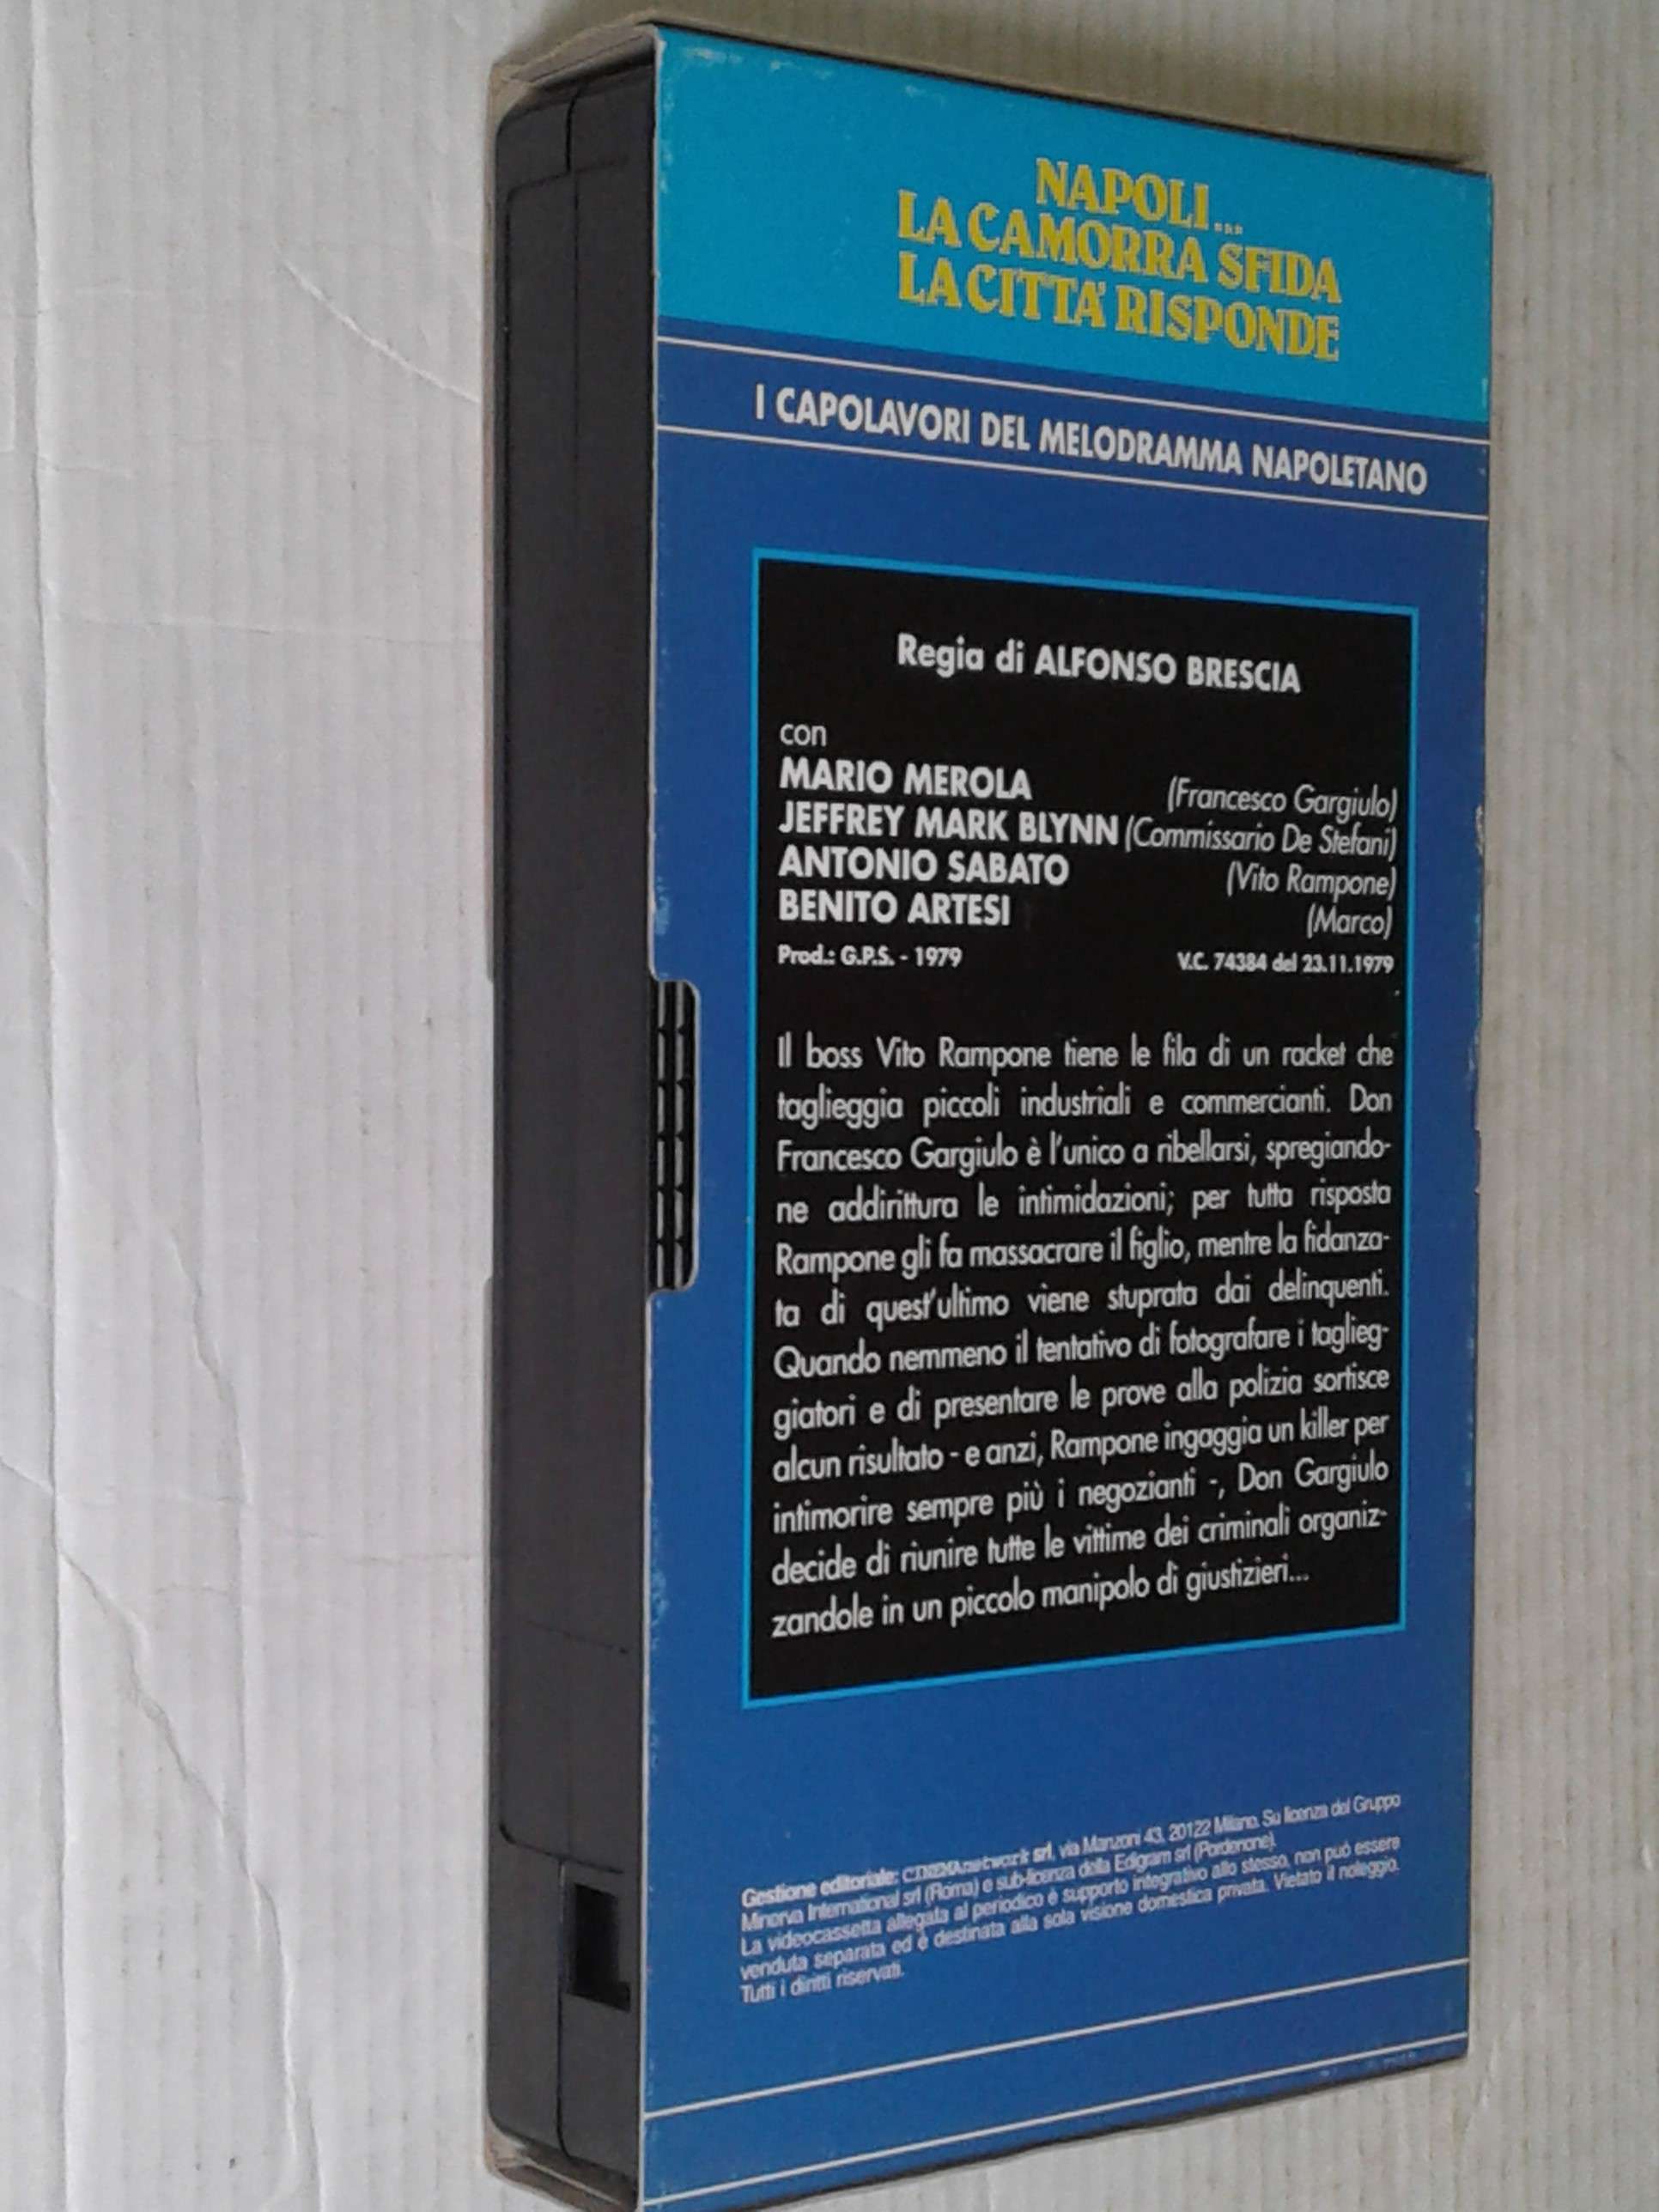 NAPOLI...
LA CAMORRA SFIDA
LA CITTA' RISPONDE
I CAPOLAVORI DEL MELODRAMMA NAPOLETANO
Regia di ALFONSO BRESCIA
con
MARIO MEROLA (Francesco Gargiulo)
JEFFREY MARK BLYNN (Commissario De Stefani)
ANTONIO SABATO (Vito Rampone)
BENITO ARTESI (Marco)
Prod.: G.P.S. - 1979 V.C. 74384 del 23.11.1979
Il boss Vito Rampone tiene le fila di un racket che
taglieggia piccoli industriali e commercianti. Don
Francesco Gargiulo è l'unico a ribellarsi, spregiando-
ne addirittura le intimidazioni; per tutta risposta
Rampone gli fa massacrare il figlio, mentre la fidanza-
ta di quest'ultimo viene stuprata dai delinquenti.
Quando nemmeno il tentativo di fotografare i taglieg-
giatori e di presentare le prove alla polizia sortisce
alcun risultato - e anzi, Rampone ingaggia un killer per
intimorire sempre più i negozianti -, Don Gargiulo
decide di riunire tutte le vittime dei criminali organiz-
zandole in un piccolo manipolo di giustizieri...
Gestione editoriale: CINEMAnetwork srl, via Manzoni 43, 20122 Milano. Su licenza del Gruppo
Minerva International srl (Roma) e sub-licenza della Edigram srl (Pordenone).
La videocassetta allegata al periodico è supporto integrativo allo stesso, non può essere
venduta separata ed è destinata alla sola visione domestica privata. Vietato il noleggio.
Tutti i diritti riservati.